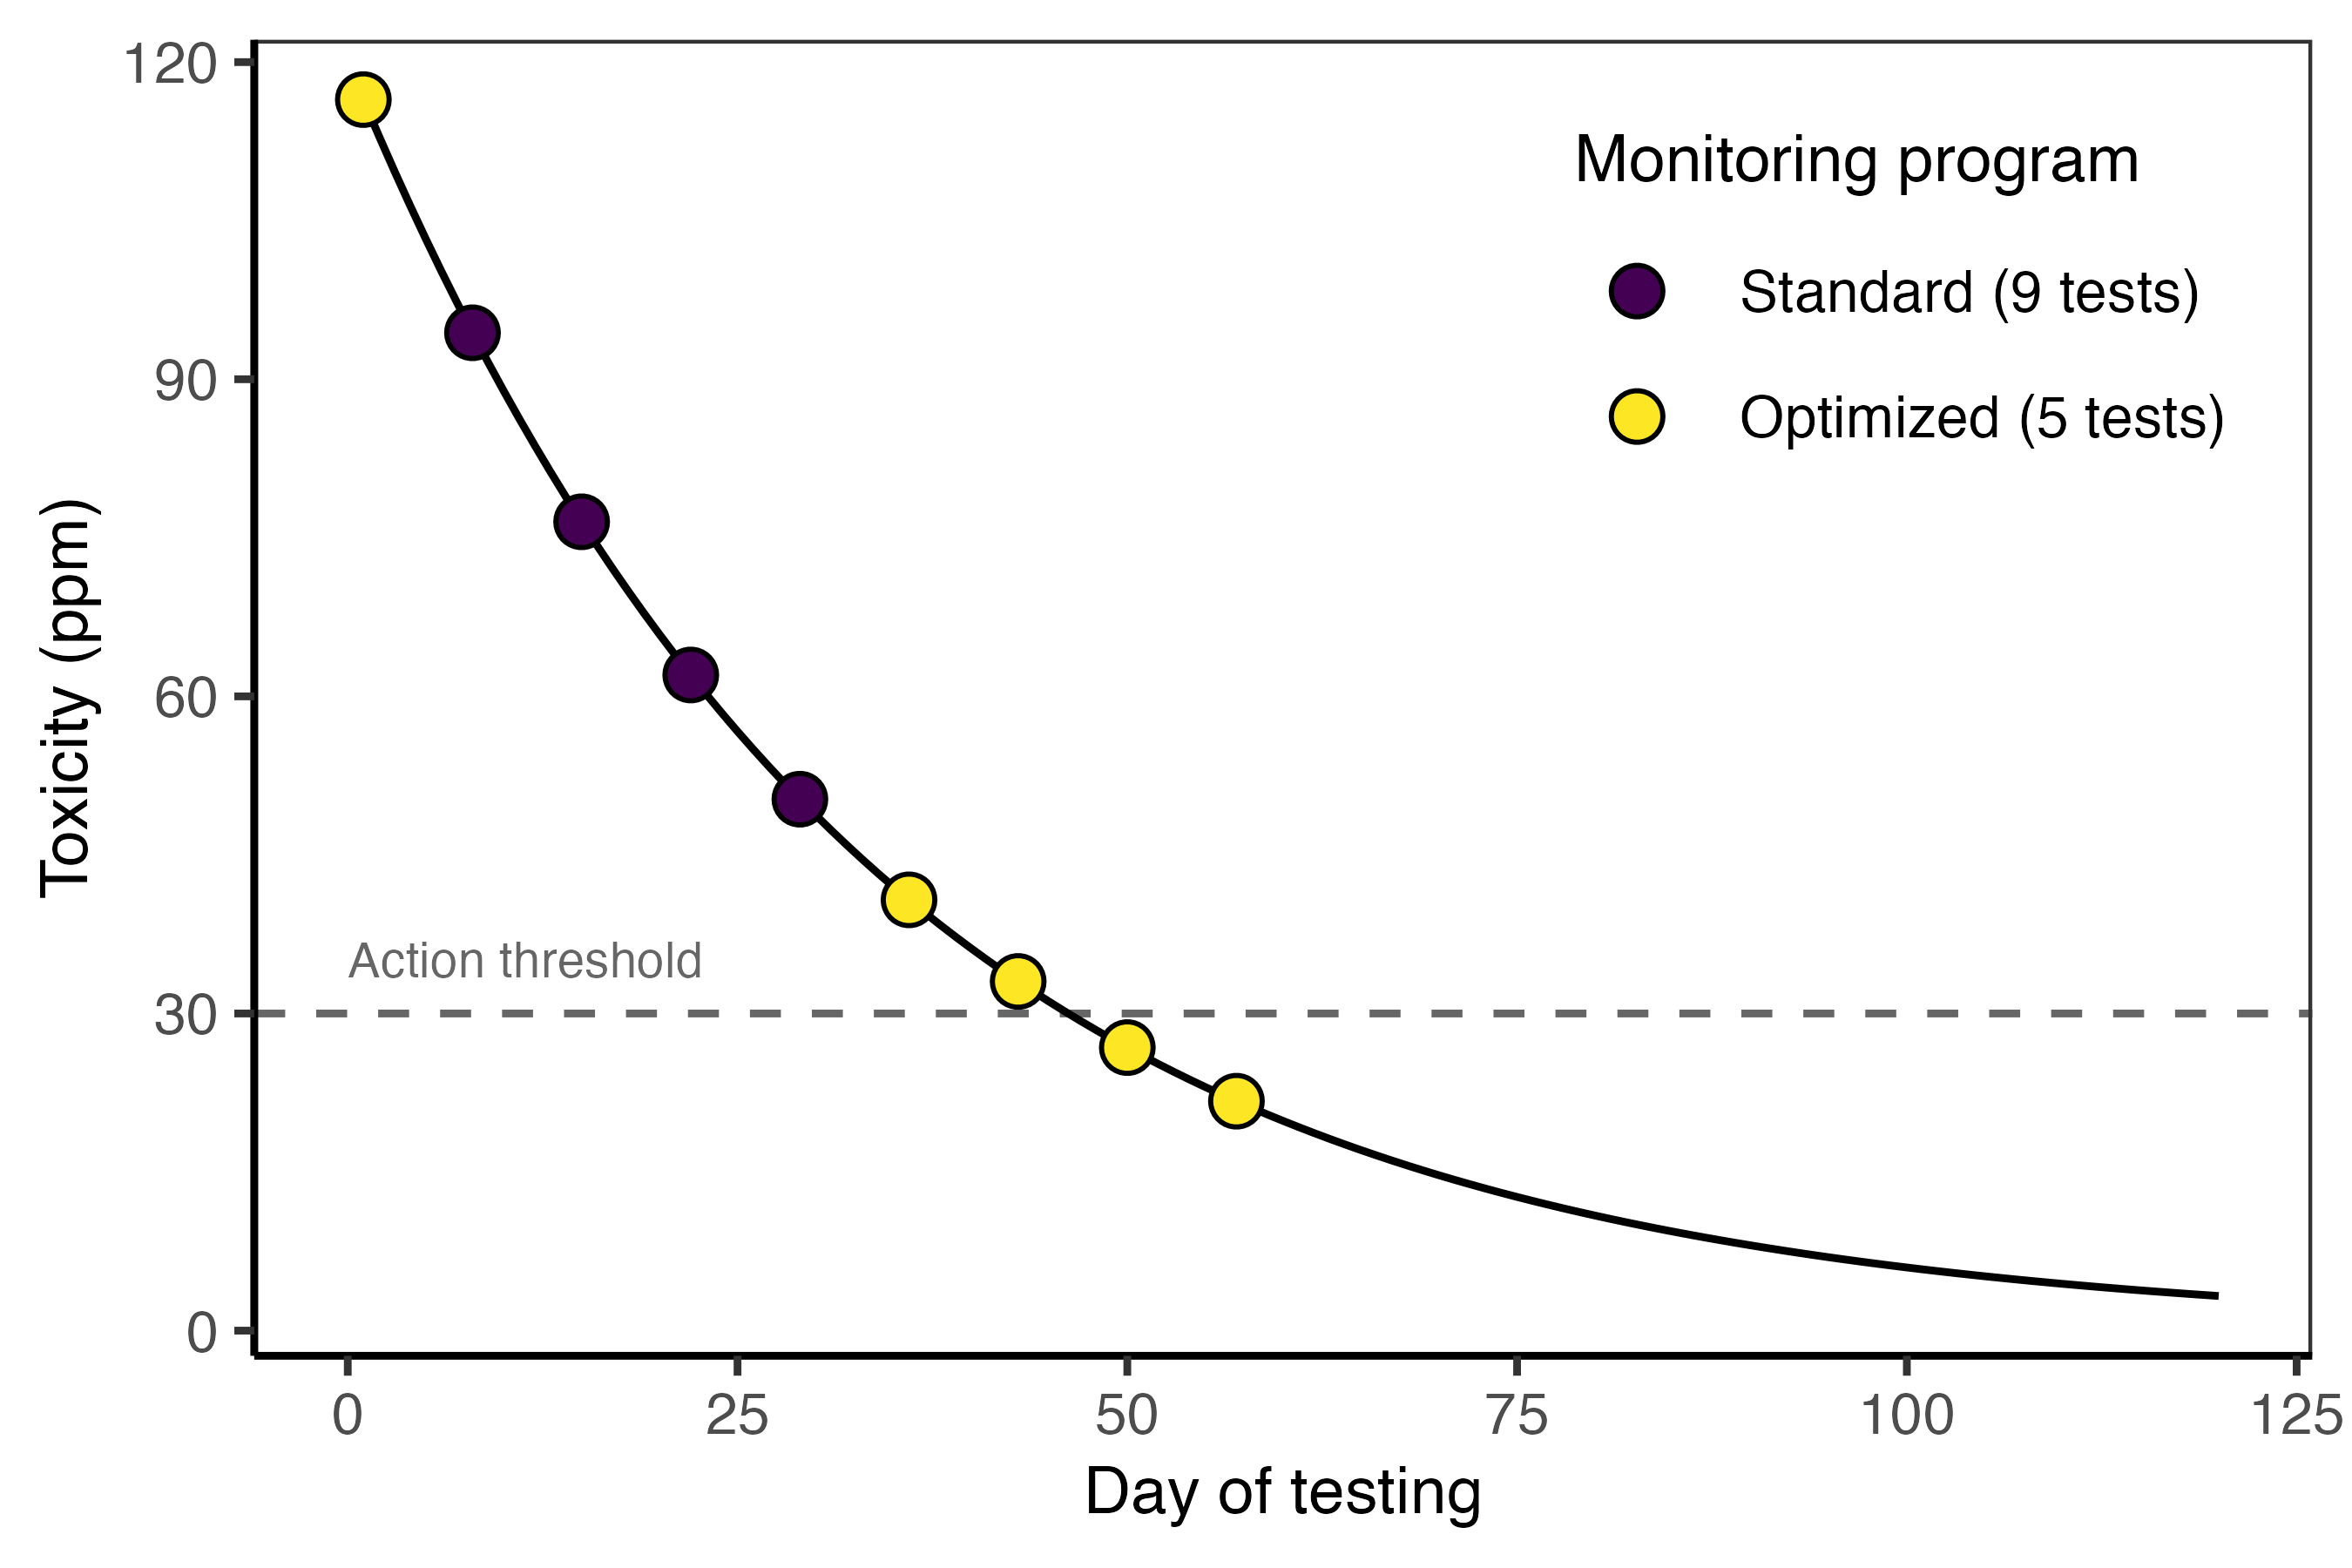 120
90
60
30
0
Toxicity (ppm)
Monitoring program
Standard (9 tests)
Optimized (5 tests)
Action threshold
0 25 50 75 100 125
Day of testing